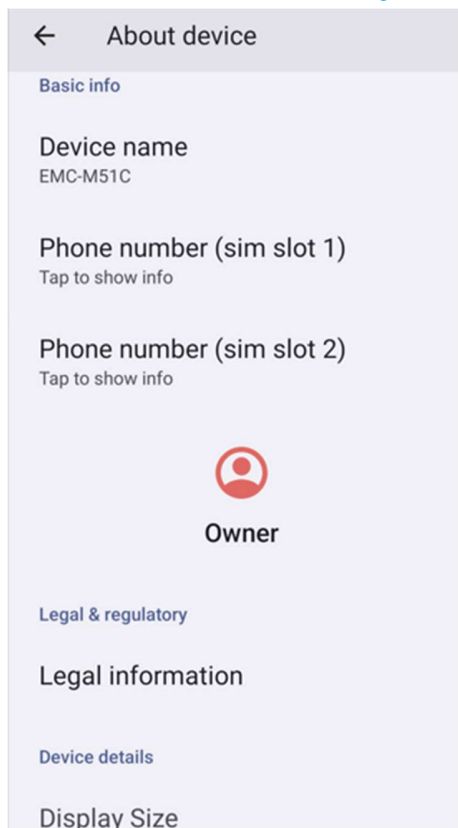 About device
Basic info
Device name
EMC-M51C
Phone number (sim slot 1)
Tap to show info
Phone number (sim slot 2)
Tap to show info
Owner
Legal & regulatory
Legal information
Device details
Display Size